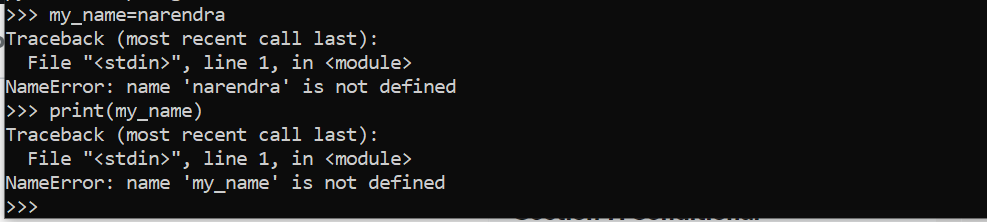 >>> my_name=narendra
Traceback (most recent call last):
  File "<stdin>", line 1, in <module>
NameError: name 'narendra' is not defined
>>> print(my_name)
Traceback (most recent call last):
  File "<stdin>", line 1, in <module>
NameError: name 'my_name' is not defined
>>>